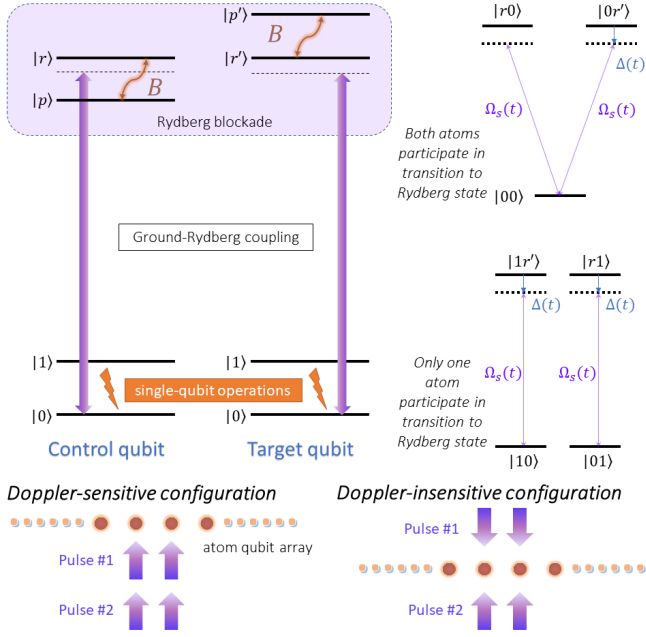 |p′⟩
B
|r⟩
|r′⟩
B
|p⟩
Rydberg blockade
Ground-Rydberg coupling
|1⟩
|1⟩
single-qubit operations
|0⟩
|0⟩
Control qubit
Target qubit
|r0⟩
|0r′⟩
Δ(t)
Ωₛ(t)
Ωₛ(t)
Both atoms
participate in
transition to
Rydberg state
|00⟩
|1r′⟩
|r1⟩
Δ(t)
Δ(t)
Only one
atom
participate in
transition to
Rydberg state
Ωₛ(t)
Ωₛ(t)
|10⟩
|01⟩
Doppler-sensitive configuration
atom qubit array
Pulse #1
Pulse #2
Doppler-insensitive configuration
Pulse #1
Pulse #2